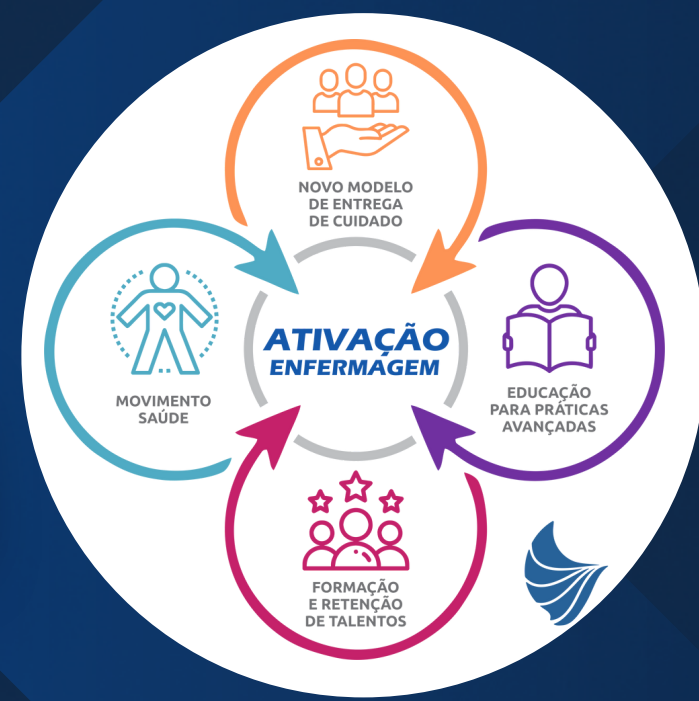 NOVO MODELO
DE ENTREGA
DE CUIDADO
MOVIMENTO
SAÚDE
ATIVAÇÃO
ENFERMAGEM
EDUCAÇÃO
PARA PRÁTICAS
AVANÇADAS
FORMAÇÃO
E RETENÇÃO
DE TALENTOS